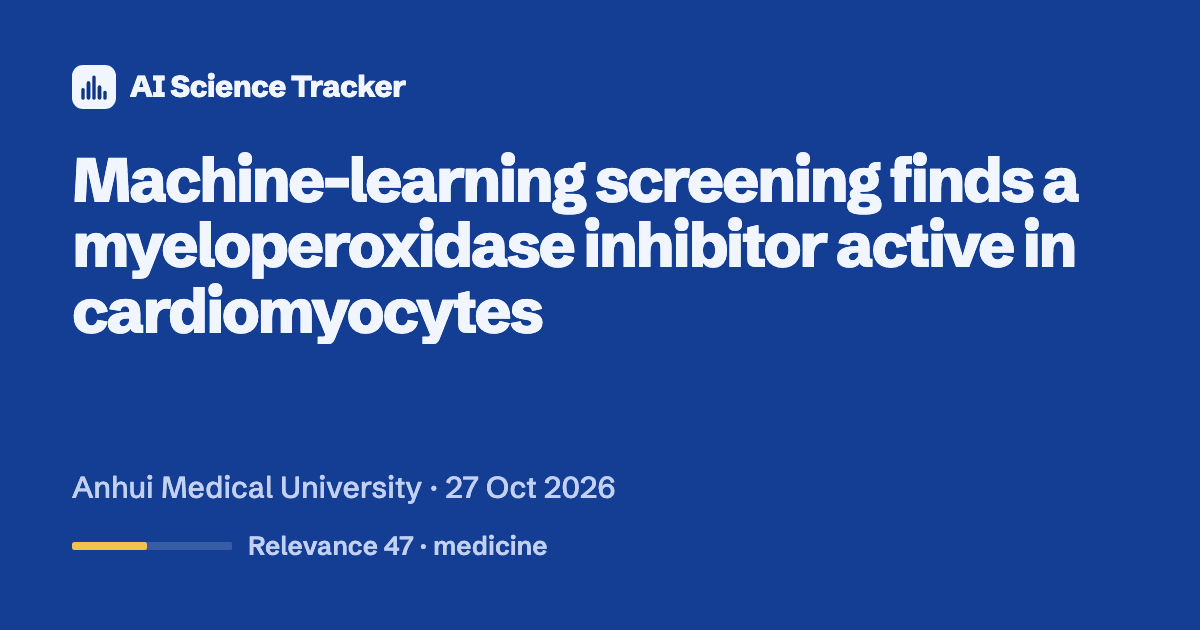 AI Science Tracker
Machine-learning screening finds a
myeloperoxidase inhibitor active in
cardiomyocytes
Anhui Medical University · 27 Oct 2026
Relevance 47 · medicine